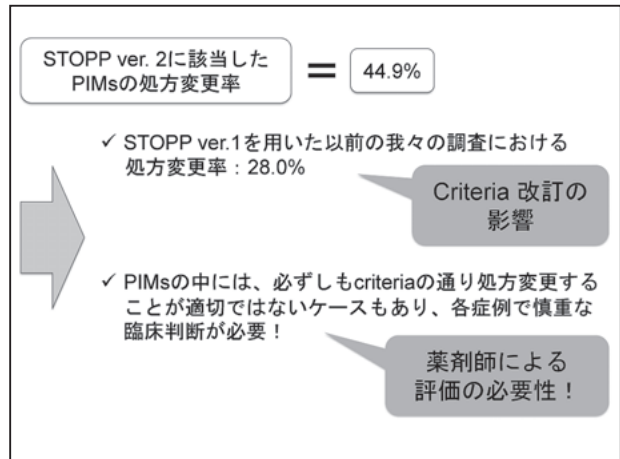 STOPP ver. 2に該当した
PIMsの処方変更率
=
44.9%
✓ STOPP ver.1を用いた以前の我々の調査における
処方変更率：28.0%
Criteria 改訂の
影響
✓ PIMsの中には、必ずしもcriteriaの通り処方変更する
ことが適切ではないケースもあり、各症例で慎重な
臨床判断が必要！
薬剤師による
評価の必要性！